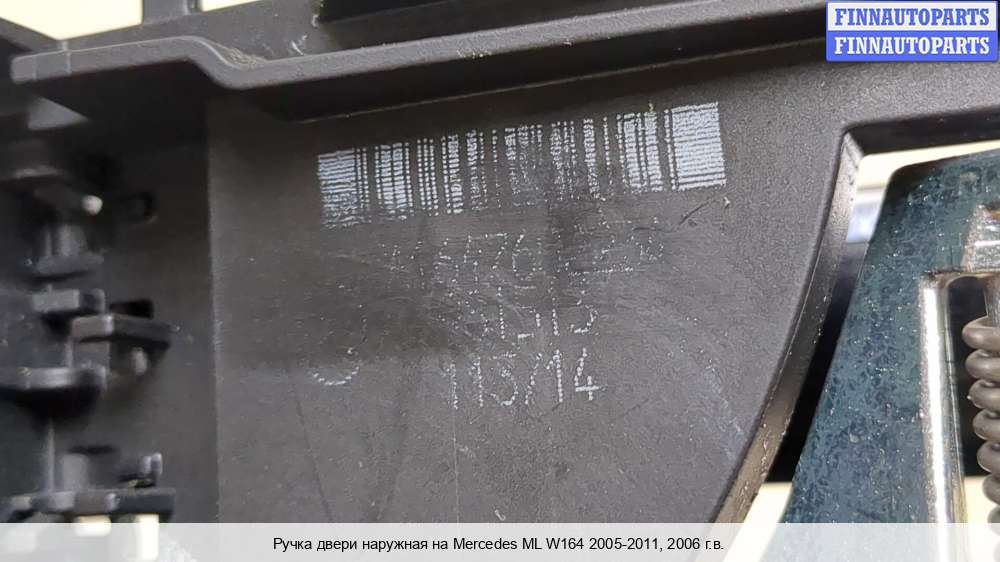 FINNAUTOPARTS
FINNAUTOPARTS
113/14
Ручка двери наружная на Mercedes ML W164 2005-2011, 2006 г.в.